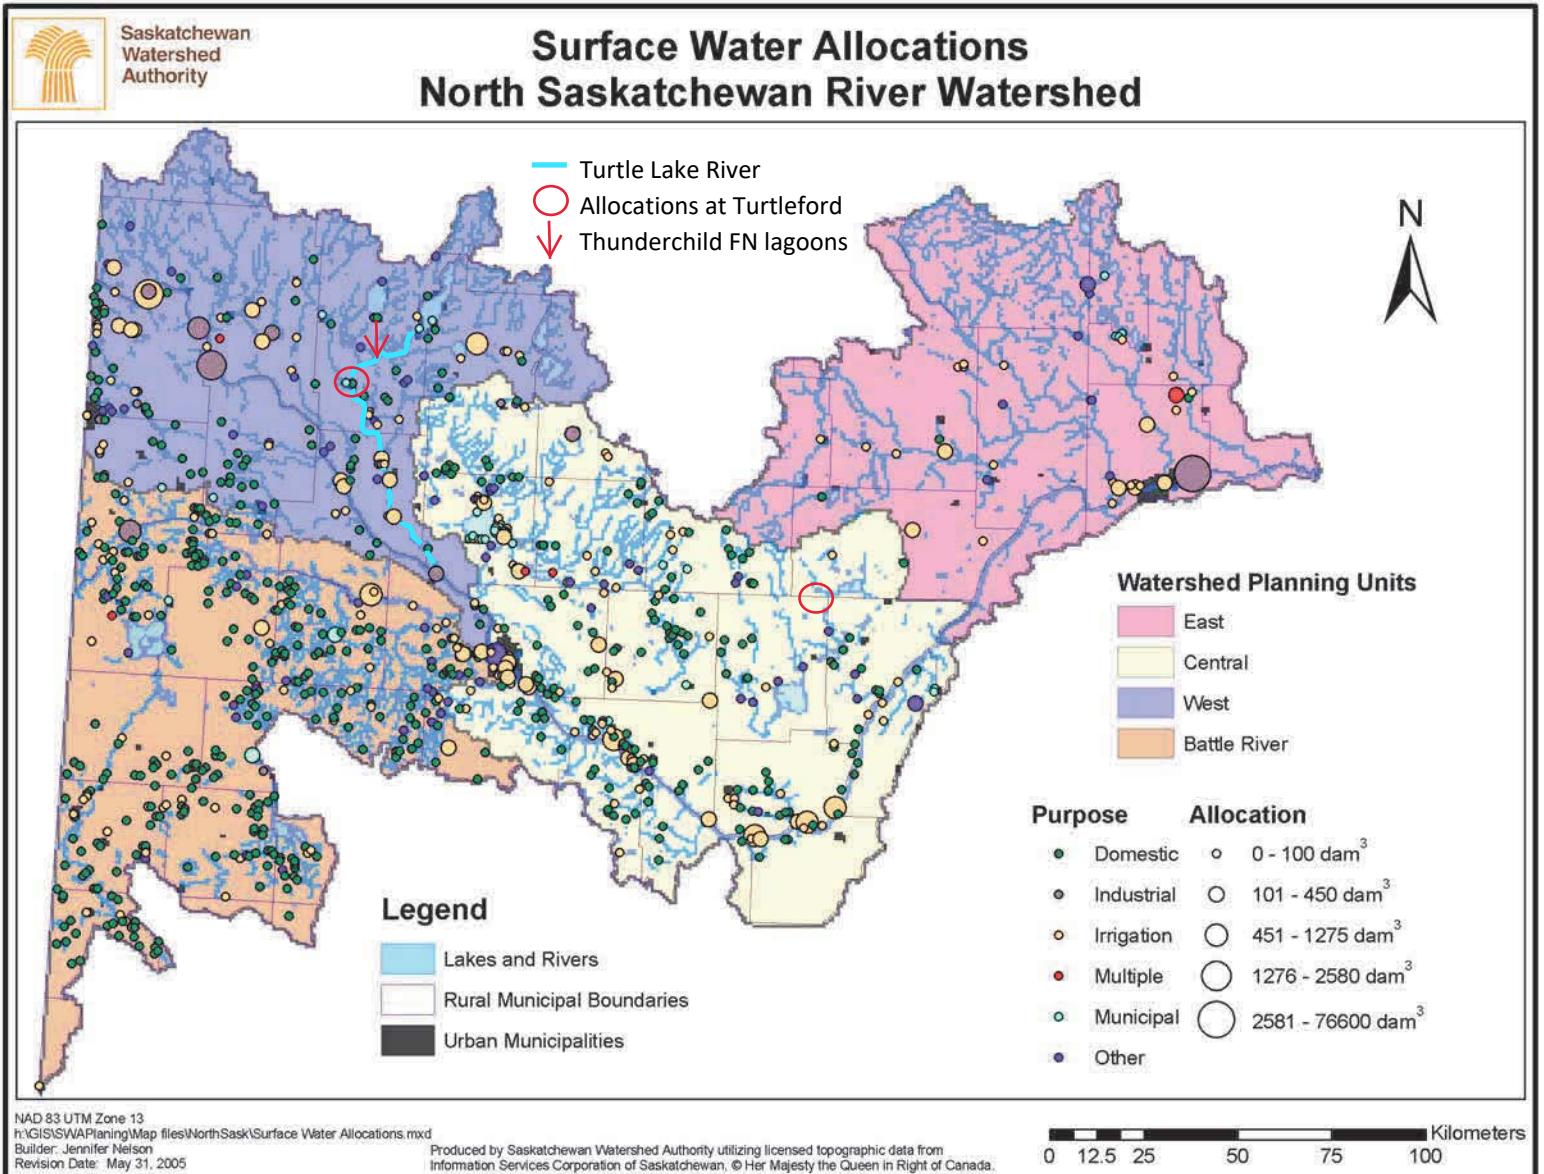 Saskatchewan
Watershed
Authority
Surface Water Allocations
North Saskatchewan River Watershed
Turtle Lake River
Allocations at Turtleford
Thunderchild FN lagoons
N
Watershed Planning Units
East
Central
West
Battle River
Purpose
Allocation
Domestic
0 - 100 dam³
Industrial
101 - 450 dam³
Irrigation
451 - 1275 dam³
Multiple
1276 - 2580 dam³
Municipal
2581 - 76600 dam³
Other
Legend
Lakes and Rivers
Rural Municipal Boundaries
Urban Municipalities
NAD 83 UTM Zone 13
h:\GIS\SWAPlaning\Map files\NorthSask\Surface Water Allocations.mxd
Builder: Jennifer Nelson
Revision Date: May 31, 2005
Produced by Saskatchewan Watershed Authority utilizing licensed topographic data from
Information Services Corporation of Saskatchewan, © Her Majesty the Queen in Right of Canada.
Kilometers
0 12.5 25 50 75 100